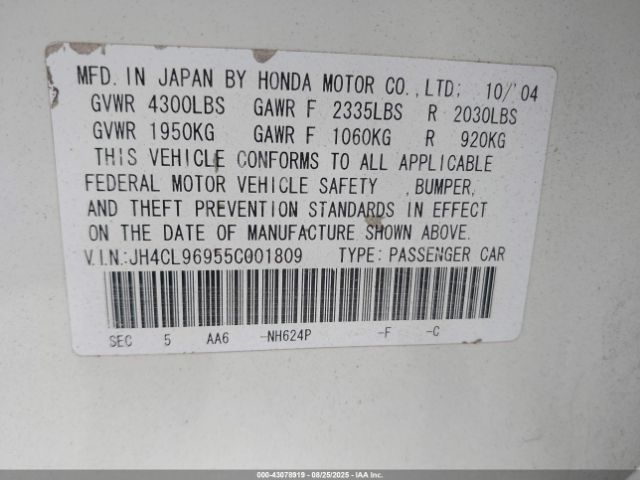 MFD. IN JAPAN BY HONDA MOTOR CO.,LTD; 10/'04
GVWR 4300LBS GAWR F 2335LBS R 2030LBS
GVWR 1950KG GAWR F 1060KG R 920KG
THIS VEHICLE CONFORMS TO ALL APPLICABLE
FEDERAL MOTOR VEHICLE SAFETY ,BUMPER,
AND THEFT PREVENTION STANDARDS IN EFFECT
ON THE DATE OF MANUFACTURE SHOWN ABOVE.
V.I.N.:JH4CL96955C001809 TYPE: PASSENGER CAR
SEC 5 AA6 -NH624P -F -C
000-43078919 - 08/25/2025 - IAAI, Inc.